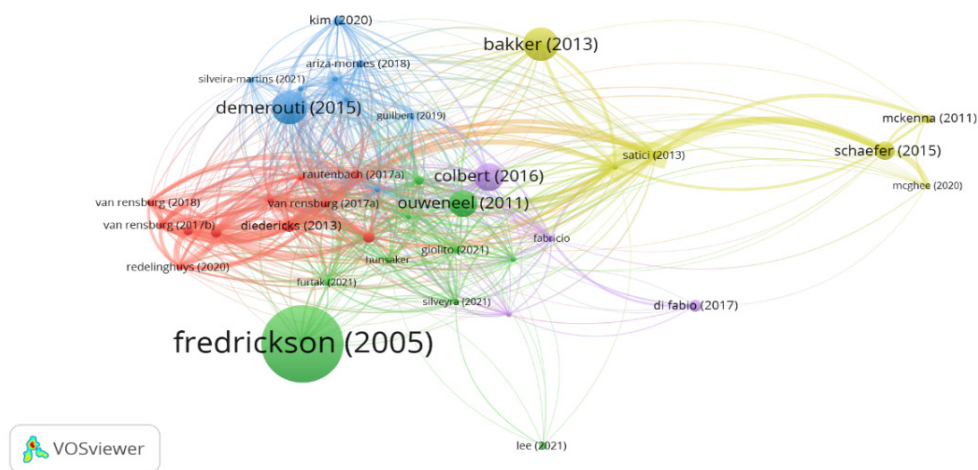 kim (2020)
bakker (2013)
ariza-montes (2018)
silveira-martins (2021)
demerouti (2015)
guilbert (2019)
mckenna (2011)
schaefer (2015)
satici (2013)
rautenbach (2017a)
colbert (2016)
mcghee (2020)
van rensburg (2018)
van rensburg (2017a)
ouweneel (2011)
van rensburg (2017b)
diedericks (2013)
fabricio
giolito (2021)
hunsaker
redelinghuys (2020)
furtak (2021)
silveyra (2021)
di fabio (2017)
fredrickson (2005)
lee (2021)
VOSviewer